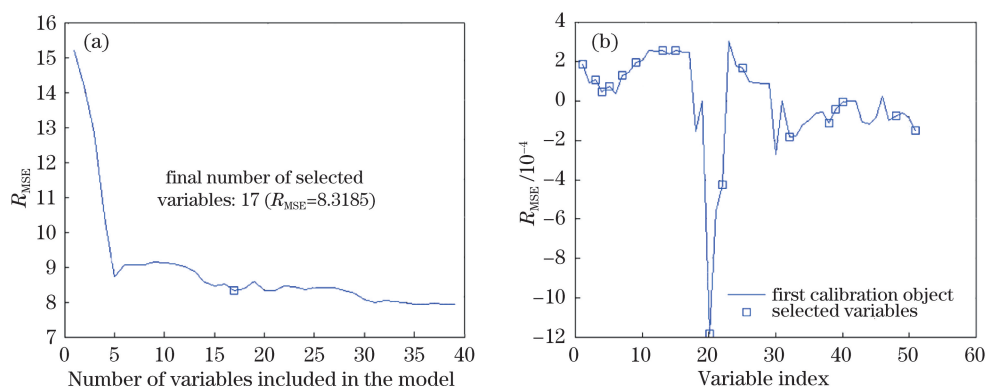 (a)
R_MSE
16
15
14
13
12
11
10
9
8
7
final number of selected
variables: 17 (R_MSE=8.3185)
0 5 10 15 20 25 30 35 40
Number of variables included in the model
(b)
R_MSE /10^-4
4
2
0
−2
−4
−6
−8
-10
−12
first calibration object
selected variables
0 10 20 30 40 50 60
Variable index